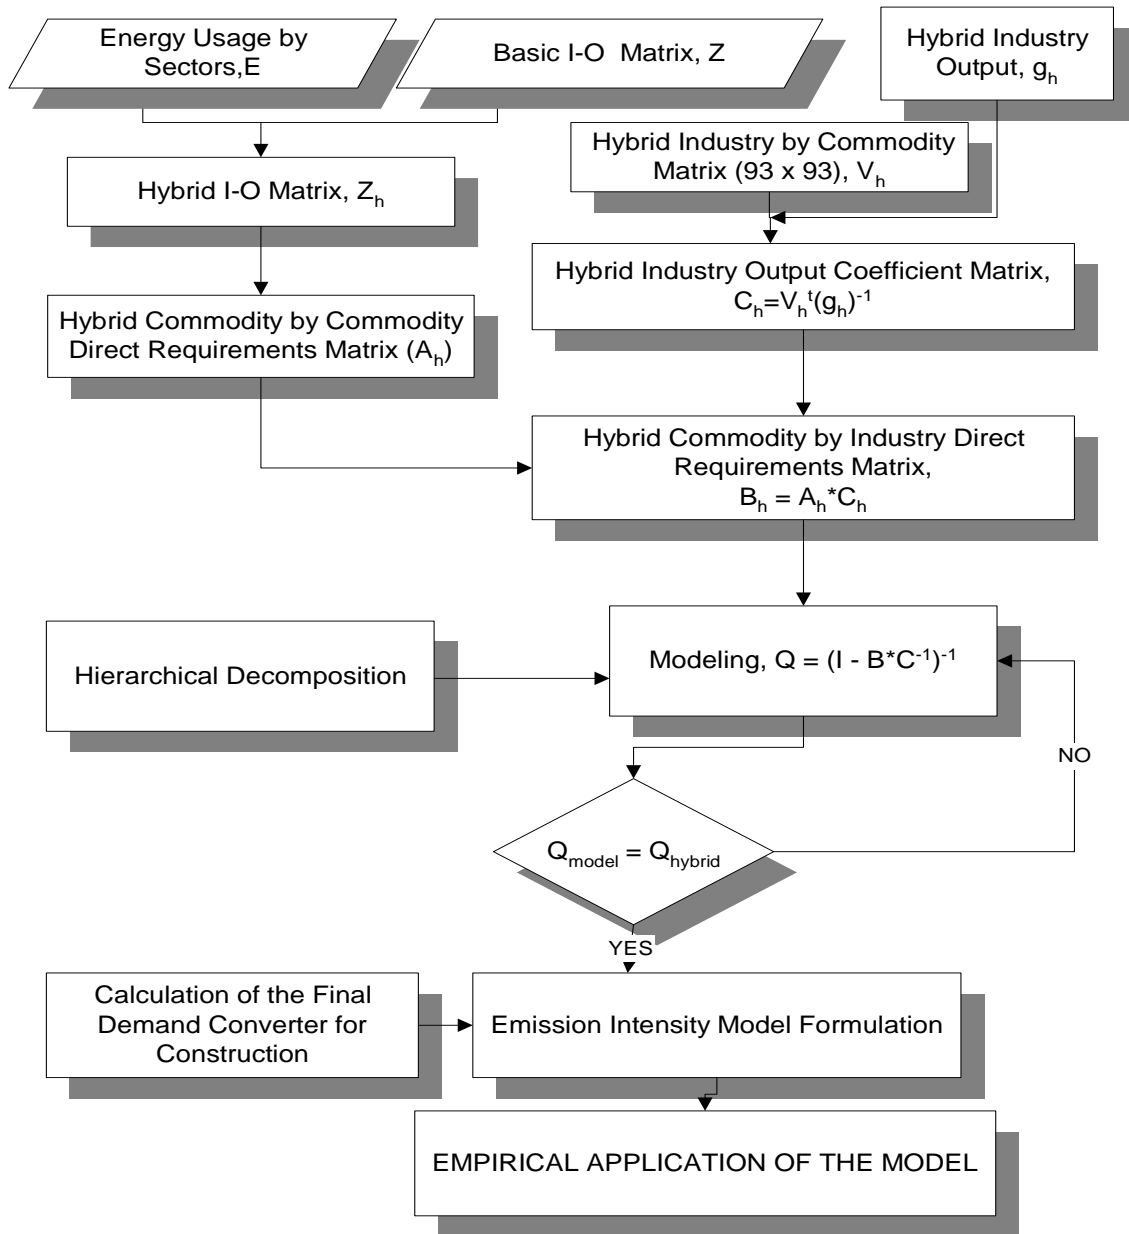 Energy Usage by
Sectors,E
Basic I-O  Matrix, Z
Hybrid Industry
Output, gₕ
Hybrid Industry by Commodity
Matrix (93 x 93), Vₕ
Hybrid I-O Matrix, Zₕ
Hybrid Industry Output Coefficient Matrix,
Cₕ=Vₕᵗ(gₕ)⁻¹
Hybrid Commodity by Commodity
Direct Requirements Matrix (Aₕ)
Hybrid Commodity by Industry Direct
Requirements Matrix,
Bₕ = Aₕ*Cₕ
Hierarchical Decomposition
Modeling, Q = (I - B*C⁻¹)⁻¹
NO
Qₘₒdₑₗ = Qₕybᵣᵢd
YES
Calculation of the Final
Demand Converter for
Construction
Emission Intensity Model Formulation
EMPIRICAL APPLICATION OF THE MODEL